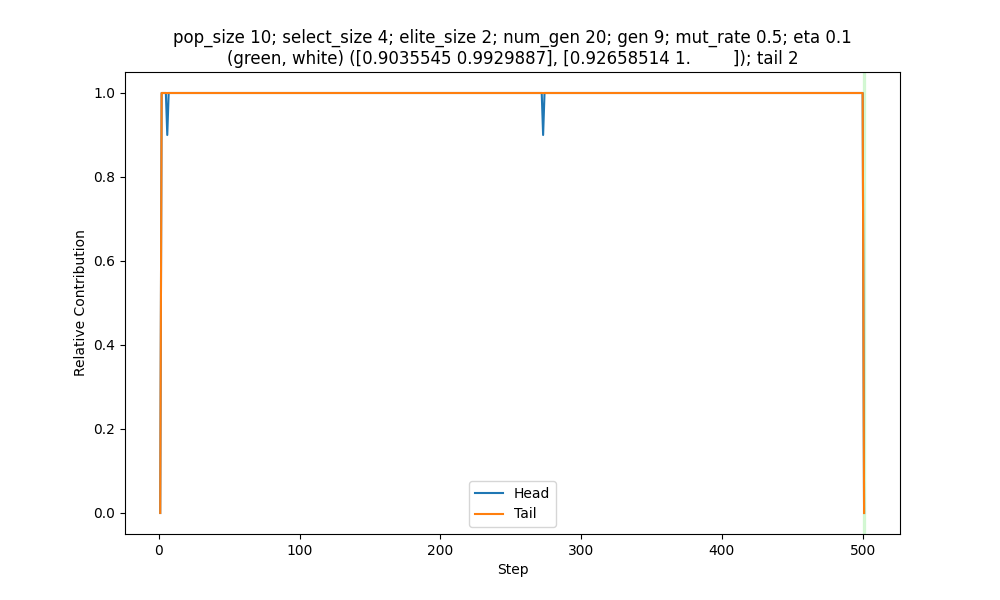 pop_size 10; select_size 4; elite_size 2; num_gen 20; gen 9; mut_rate 0.5; eta 0.1
(green, white) ([0.9035545 0.9929887], [0.92658514 1.        ]); tail 2
1.0
0.8
0.6
0.4
0.2
0.0
Relative Contribution
Head
Tail
0 100 200 300 400 500
Step